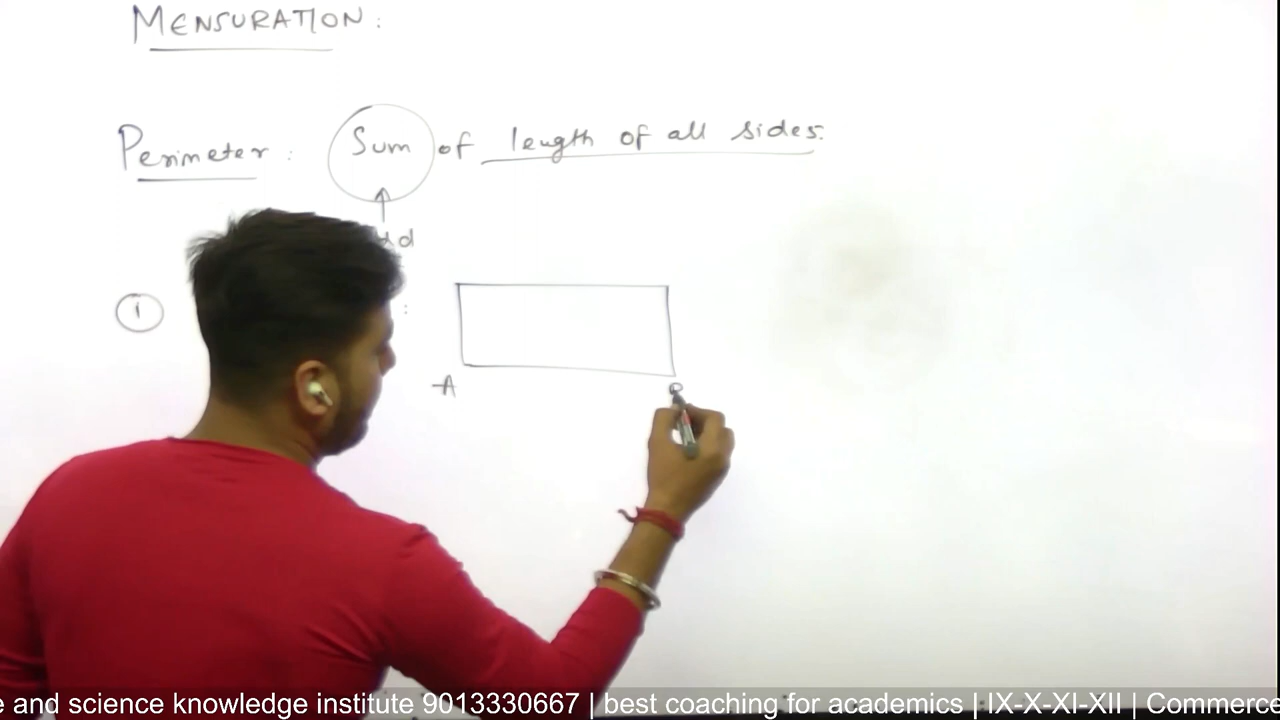 MENSURATION:
Perimeter: Sum of length of all sides.
1 :
A B
e and science knowledge institute 9013330667 | best coaching for academics | IX-X-XI-XII | Commerce